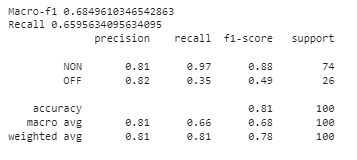 Macro-f1 0.6849610346542863
Recall 0.6595634095634095
precision recall f1-score support
NON 0.81 0.97 0.88 74
OFF 0.82 0.35 0.49 26
accuracy 0.81 100
macro avg 0.81 0.66 0.68 100
weighted avg 0.81 0.81 0.78 100